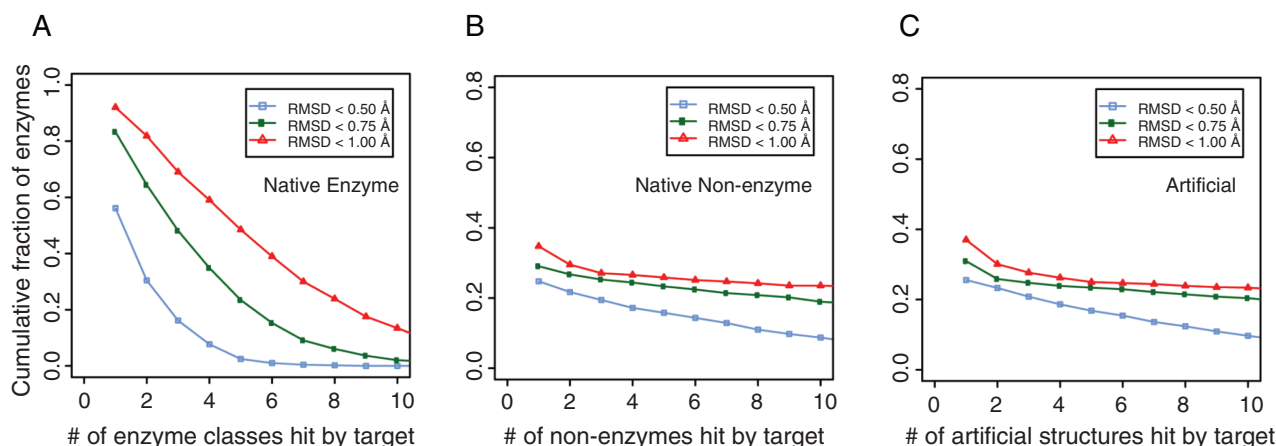 A
Cumulative fraction of enzymes
1.0
0.8
0.6
0.4
0.2
0.0
RMSD < 0.50 Å
RMSD < 0.75 Å
RMSD < 1.00 Å
Native Enzyme
0 2 4 6 8 10
# of enzyme classes hit by target
B
0.8
0.6
0.4
0.2
0.0
RMSD < 0.50 Å
RMSD < 0.75 Å
RMSD < 1.00 Å
Native Non-enzyme
0 2 4 6 8 10
# of non-enzymes hit by target
C
0.8
0.6
0.4
0.2
0.0
RMSD < 0.50 Å
RMSD < 0.75 Å
RMSD < 1.00 Å
Artificial
0 2 4 6 8 10
# of artificial structures hit by target